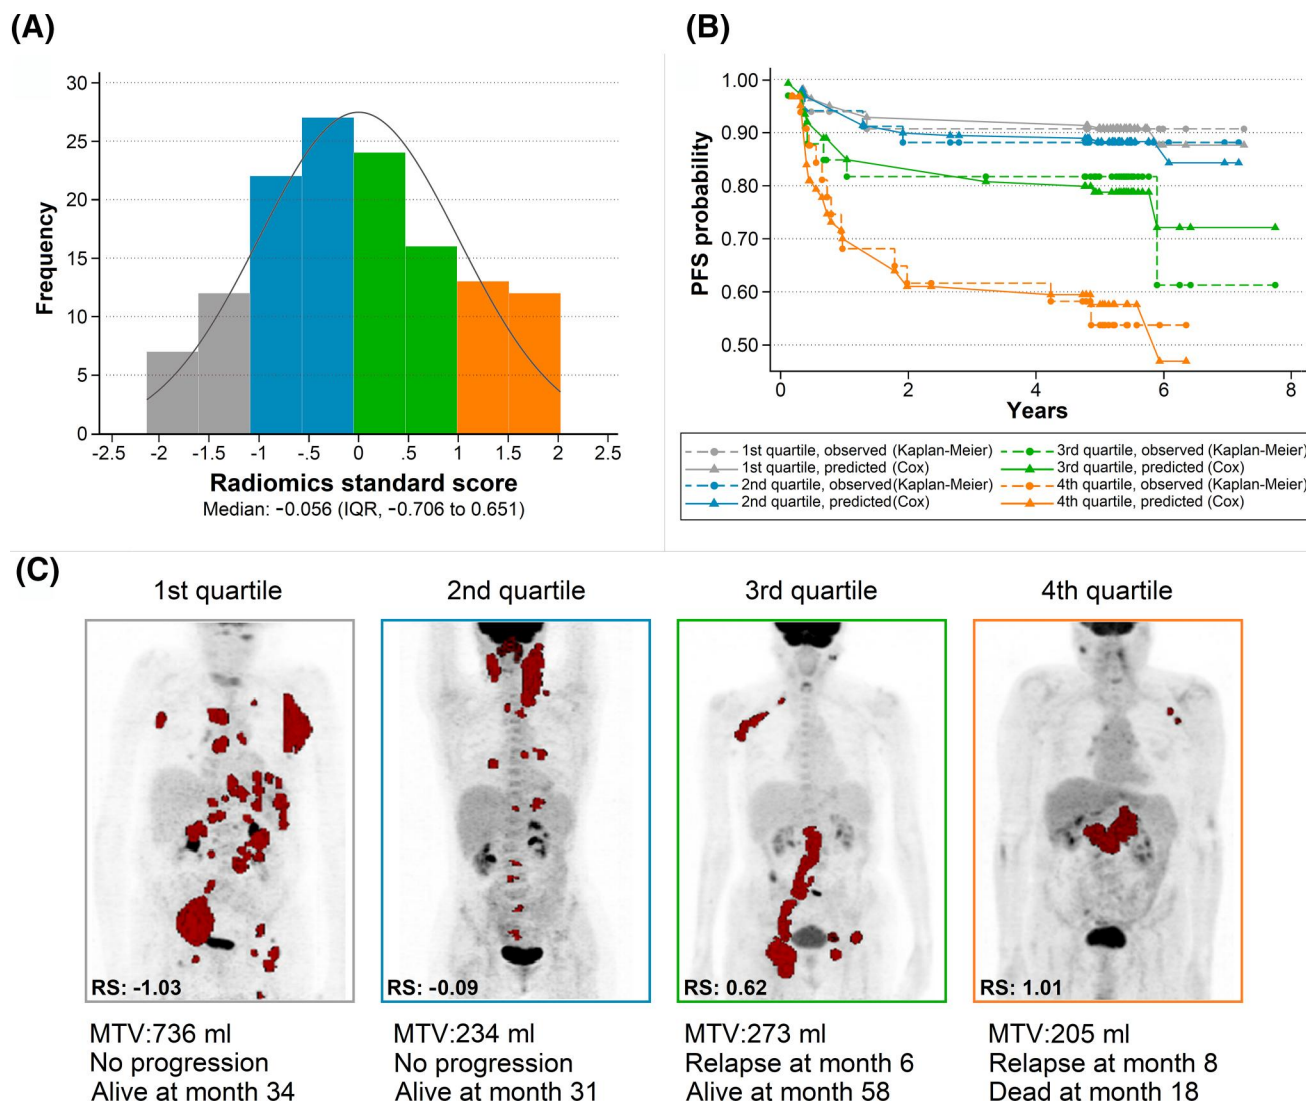 (A)
Frequency
30
25
20
15
10
5
0
-2.5 -2 -1.5 -1 -.5 0 .5 1 1.5 2 2.5
Radiomics standard score
Median: −0.056 (IQR, −0.706 to 0.651)
(B)
PFS probability
1.00
0.90
0.80
0.70
0.60
0.50
0 2 4 6 8
Years
1st quartile, observed (Kaplan-Meier)
1st quartile, predicted (Cox)
2nd quartile, observed (Kaplan-Meier)
2nd quartile, predicted (Cox)
3rd quartile, observed (Kaplan-Meier)
3rd quartile, predicted (Cox)
4th quartile, observed (Kaplan-Meier)
4th quartile, predicted (Cox)
(C)
1st quartile
RS: -1.03
MTV:736 ml
No progression
Alive at month 34
2nd quartile
RS: -0.09
MTV:234 ml
No progression
Alive at month 31
3rd quartile
RS: 0.62
MTV:273 ml
Relapse at month 6
Alive at month 58
4th quartile
RS: 1.01
MTV:205 ml
Relapse at month 8
Dead at month 18